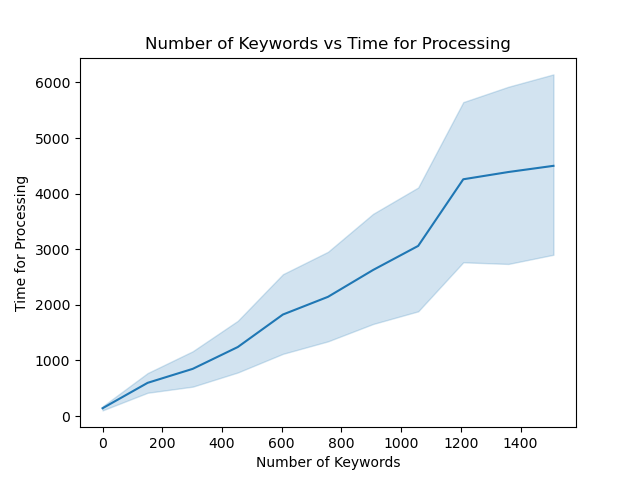 Number of Keywords vs Time for Processing
6000
5000
4000
3000
2000
1000
0
Time for Processing
0 200 400 600 800 1000 1200 1400
Number of Keywords